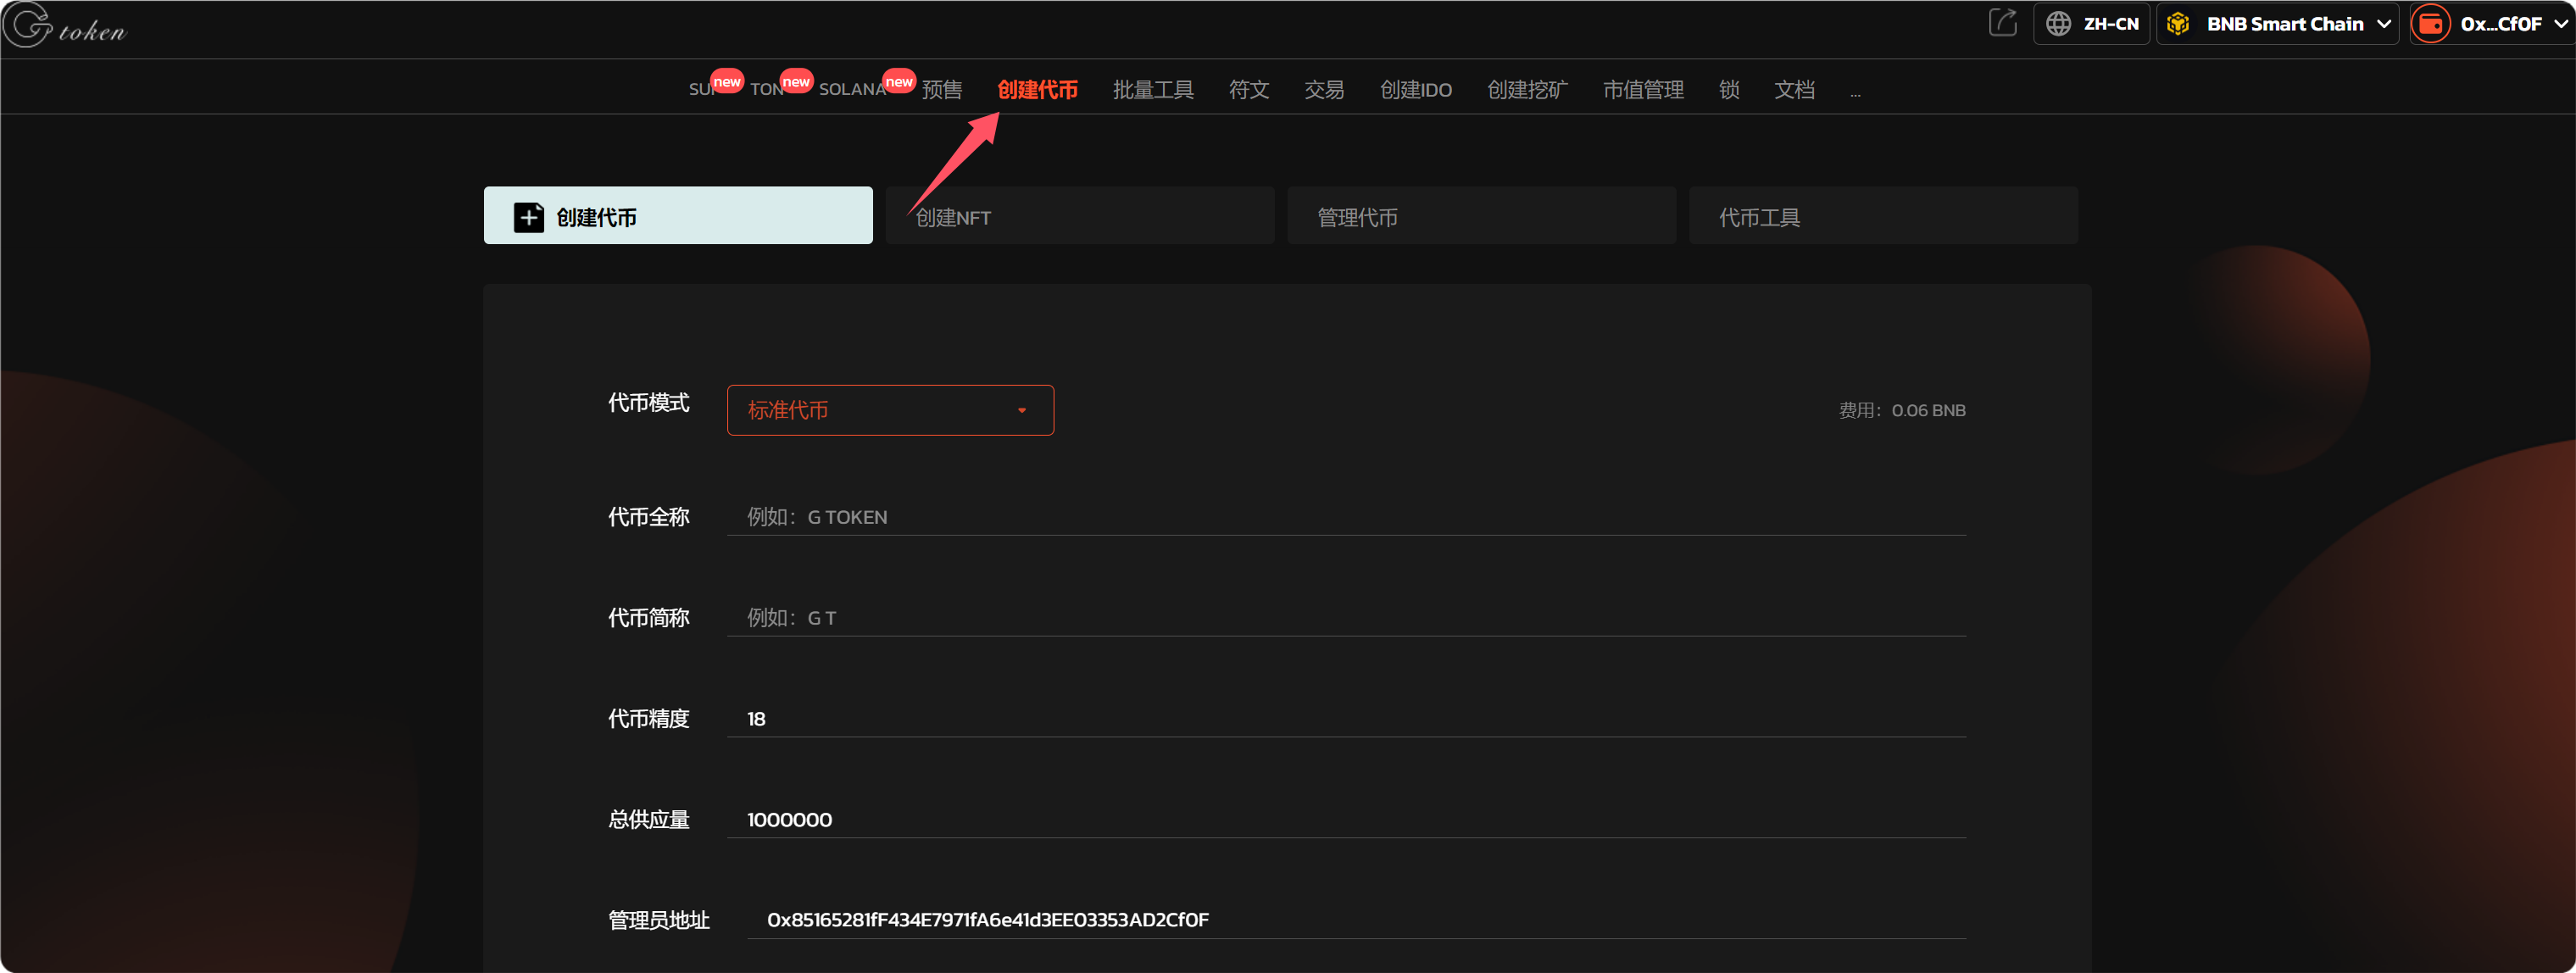 G token
ZH-CN
BNB Smart Chain
0x...Cf0F
SUI new TON new SOLANA new 预售 创建代币 批量工具 符文 交易 创建IDO 创建挖矿 市值管理 锁 文档 ...
创建代币
创建NFT
管理代币
代币工具
代币模式 标准代币 费用：0.06 BNB
代币全称 例如：G TOKEN
代币简称 例如：G T
代币精度 18
总供应量 1000000
管理员地址 0x85165281fF434E7971fA6e41d3EE03353AD2Cf0F